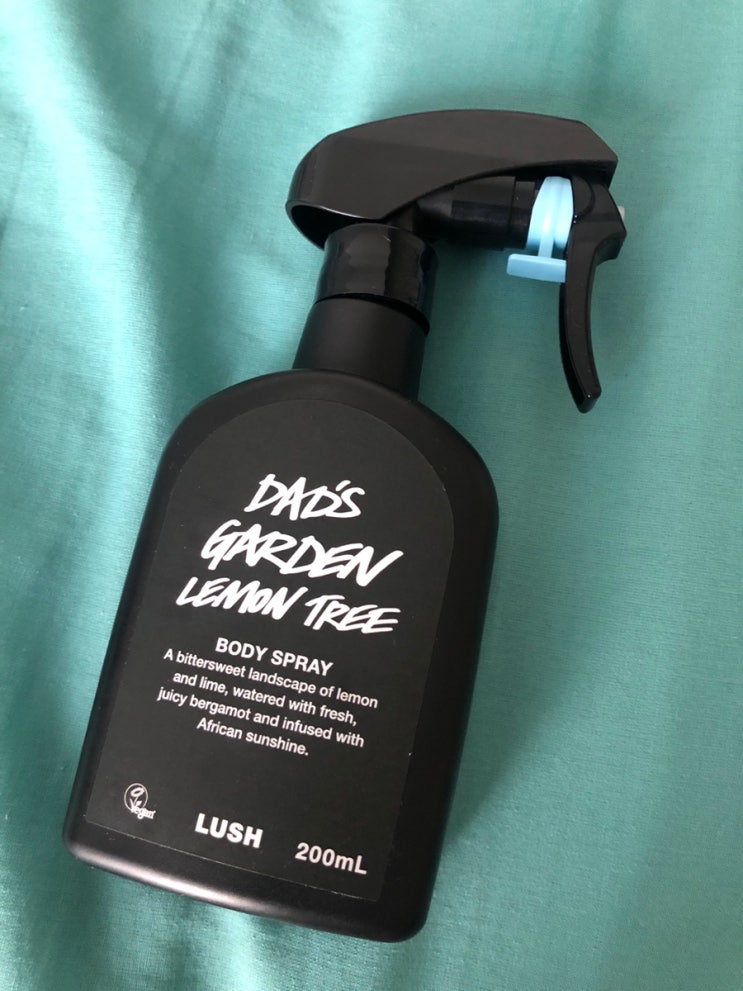 DAD'S
GARDEN
LEMON TREE
BODY SPRAY
A bittersweet landscape of lemon
and lime, watered with fresh,
juicy bergamot and infused with
African sunshine.
Vegan
LUSH
200mL